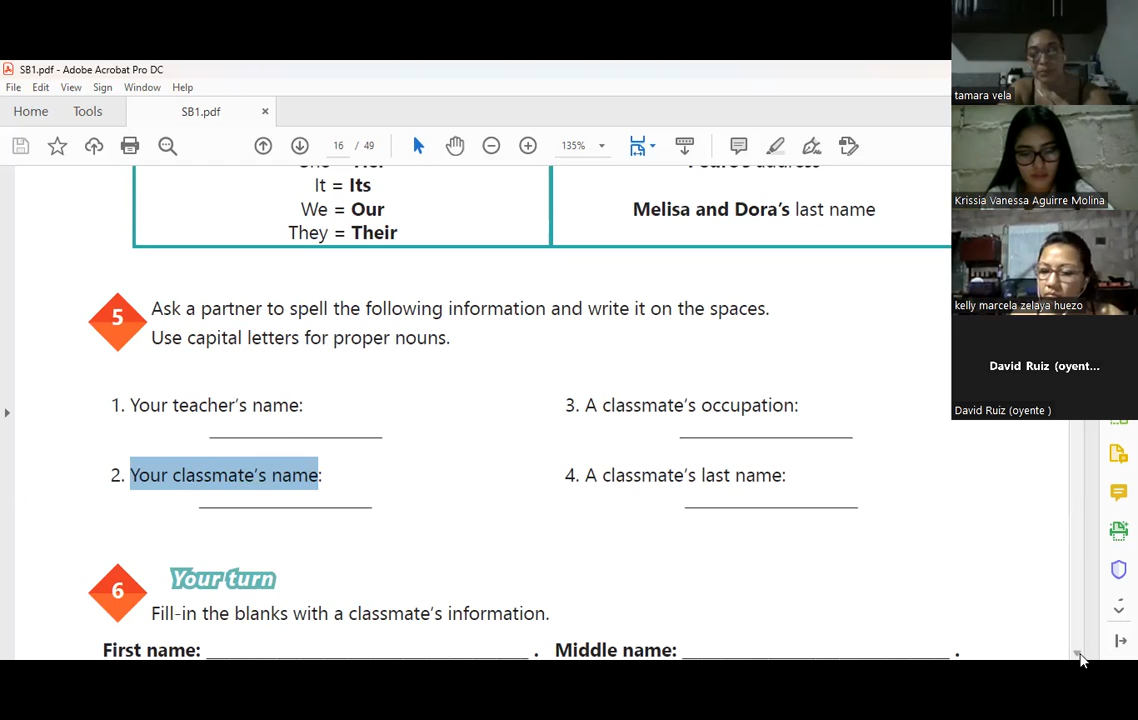 SB1.pdf - Adobe Acrobat Pro DC
File Edit View Sign Window Help
Home Tools SB1.pdf ×
16 / 49 135%
It = Its
We = Our
They = Their
address
Melisa and Dora's last name
5
Ask a partner to spell the following information and write it on the spaces.
Use capital letters for proper nouns.
1. Your teacher's name:
2. Your classmate's name:
3. A classmate's occupation:
4. A classmate's last name:
6
Your turn
Fill-in the blanks with a classmate's information.
First name: . Middle name: .
tamara vela
Krissia Vanessa Aguirre Molina
kelly marcela zelaya huezo
David Ruiz (oyent...
David Ruiz (oyente )